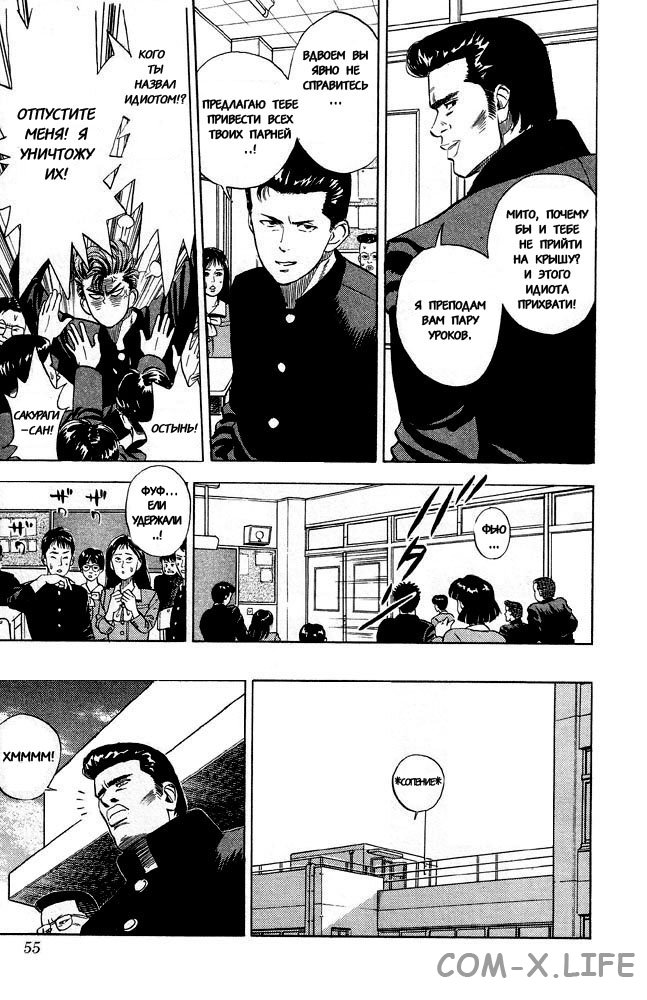 МИТО, ПОЧЕМУ
БЫ И ТЕБЕ
НЕ ПРИЙТИ
НА КРЫШУ?
И ЭТОГО
ИДИОТА
ПРИХВАТИ!
Я ПРЕПОДАМ
ВАМ ПАРУ
УРОКОВ.
ВДВОЕМ ВЫ
ЯВНО НЕ
СПРАВИТЕСЬ
...
ПРЕДЛАГАЮ ТЕБЕ
ПРИВЕСТИ ВСЕХ
ТВОИХ ПАРНЕЙ
..!
КОГО
ТЫ
НАЗВАЛ
ИДИОТОМ!?
ОТПУСТИТЕ
МЕНЯ! Я
УНИЧТОЖУ
ИХ!
ОСТЫНЬ!
САКУРАГИ
-САН!
ФЬЮ
...
ФУФ...
ЕЛИ
УДЕРЖАЛИ
..!
ザ
ザ
*СОПЕНИЕ*
ХММММ!
55
COM-X.LIFE